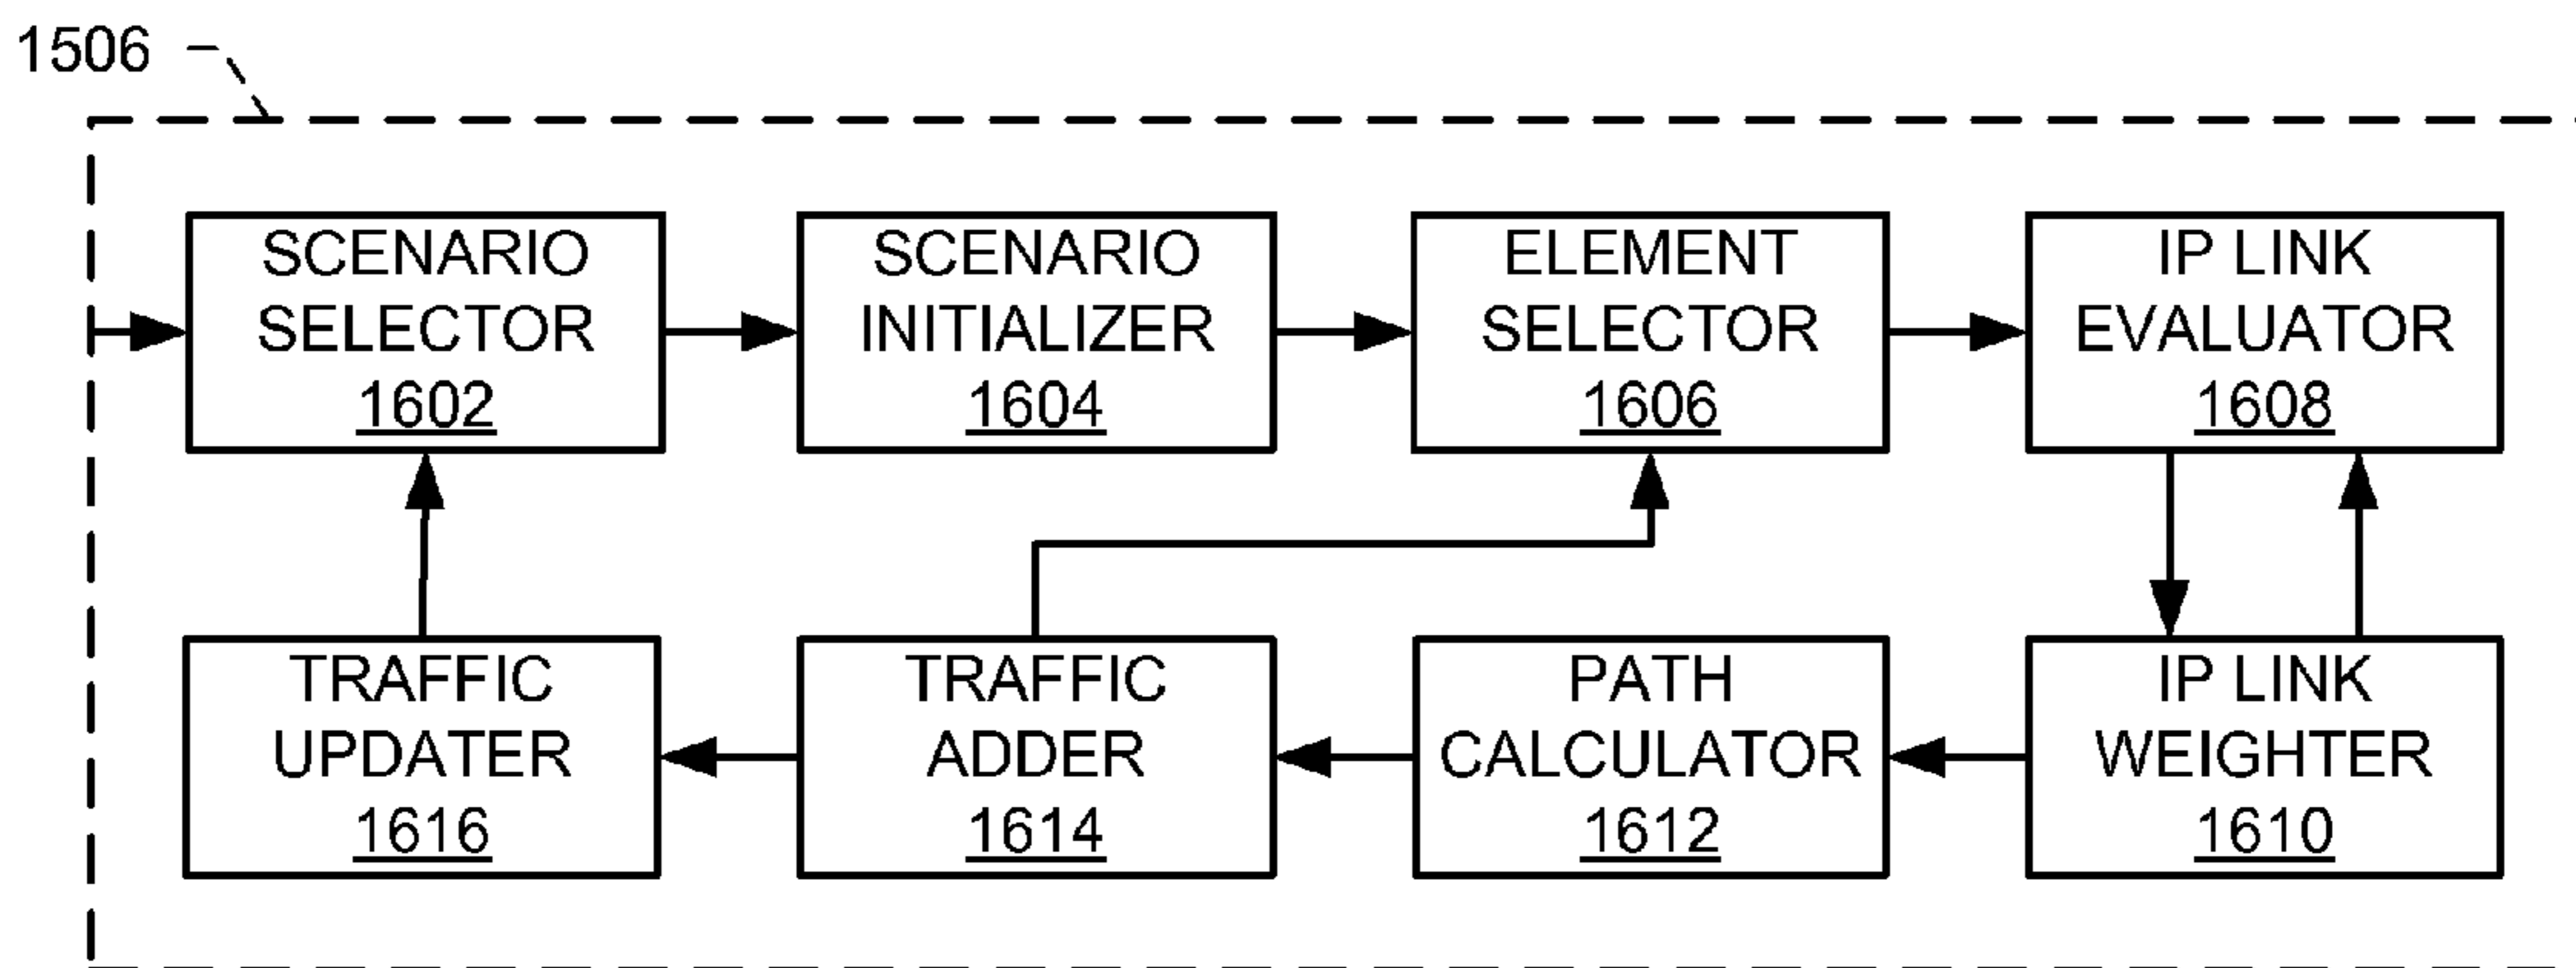 1506
SCENARIO
SELECTOR
1602
SCENARIO
INITIALIZER
1604
ELEMENT
SELECTOR
1606
IP LINK
EVALUATOR
1608
TRAFFIC
UPDATER
1616
TRAFFIC
ADDER
1614
PATH
CALCULATOR
1612
IP LINK
WEIGHTER
1610